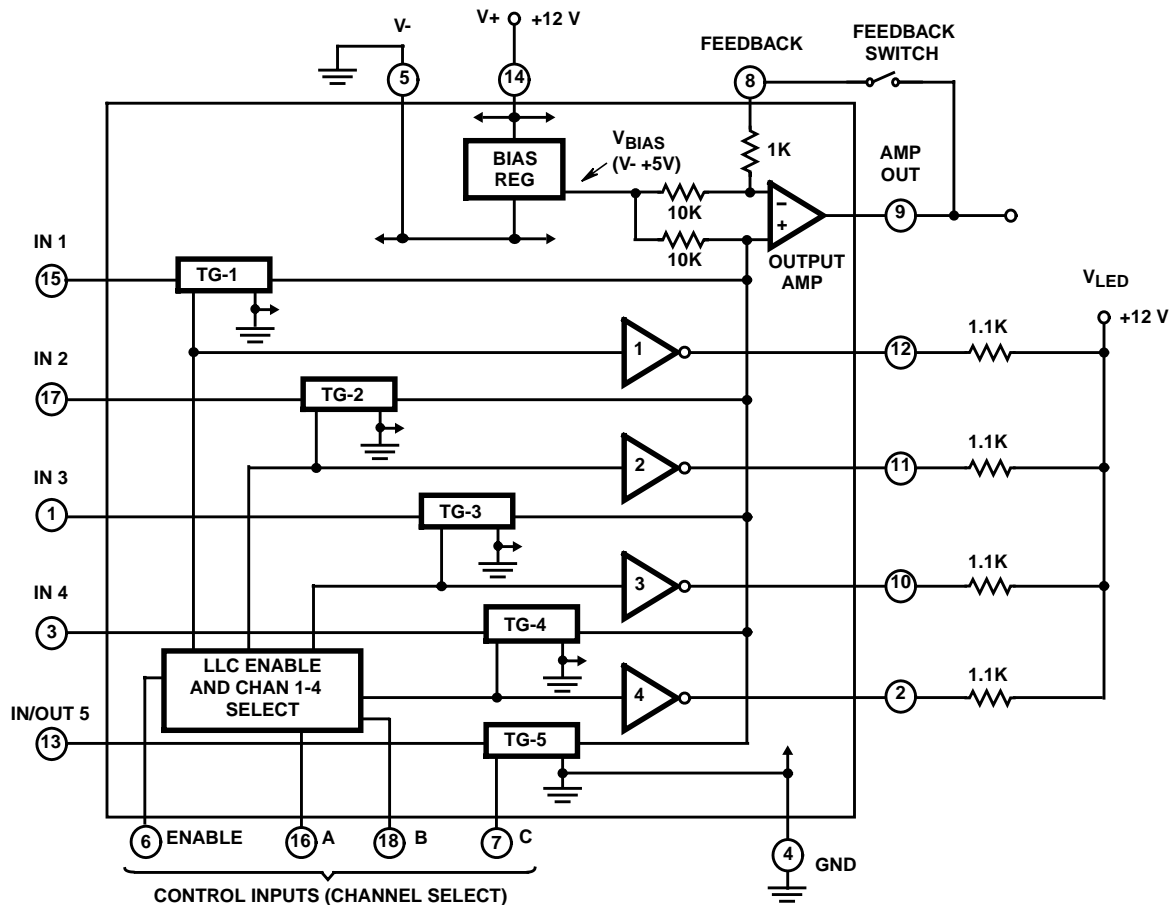 V-
V+
+12 V
FEEDBACK
FEEDBACK
SWITCH
5
14
8
BIAS
REG
VBIAS
(V- +5V)
1K
10K
10K
–
+
OUTPUT
AMP
AMP
OUT
9
IN 1
15
TG-1
VLED
+12 V
1
12
1.1K
IN 2
17
TG-2
2
11
1.1K
IN 3
1
TG-3
3
10
1.1K
IN 4
3
TG-4
LLC ENABLE
AND CHAN 1-4
SELECT
4
2
1.1K
IN/OUT 5
13
TG-5
6 ENABLE
16 A
18 B
7 C
4 GND
CONTROL INPUTS (CHANNEL SELECT)